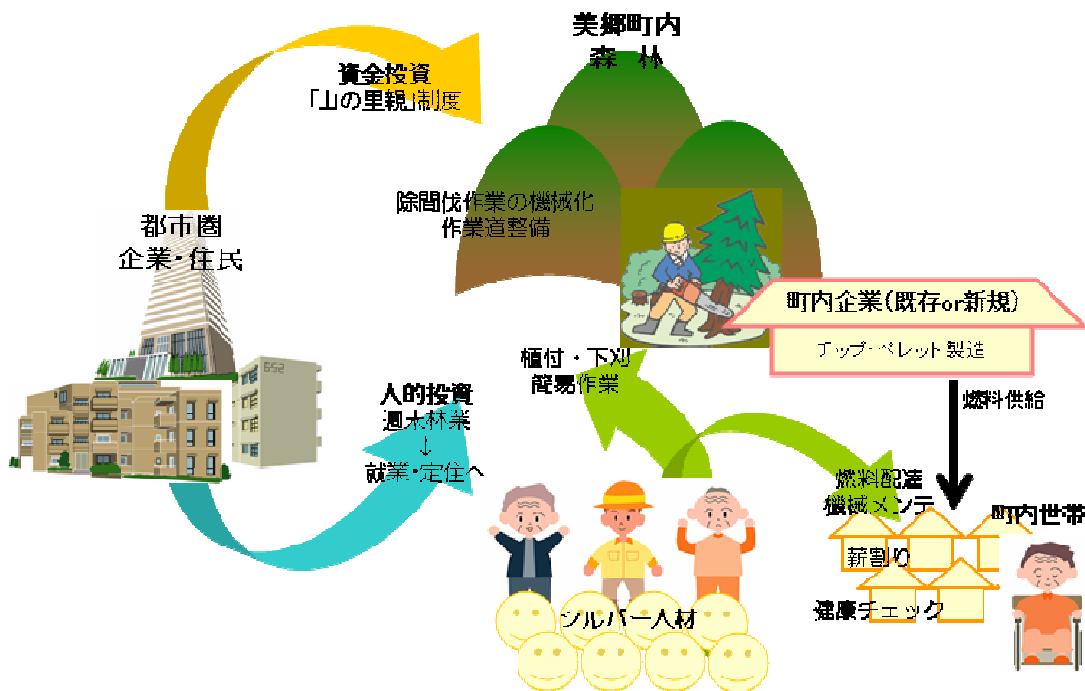 美郷町内
森　林
資金投資
「山の里親」制度
除間伐作業の機械化
作業道整備
都市圏
企業・住民
652
町内企業(既存or新規)
チップ・ペレット製造
櫃付・下刈
簡易作業
燃料供給
人的投資
週末林業
↓
就業・定住へ
燃料配達
機械メンテ
町内世帯
薪割り
健康チェック
シルバー人材